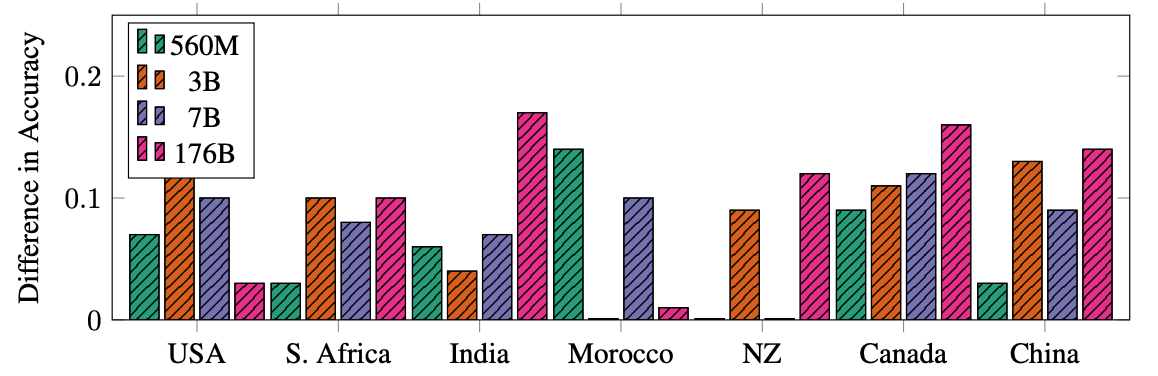 Difference in Accuracy
0.2
0.1
0
560M
3B
7B
176B
USA S. Africa India Morocco NZ Canada China